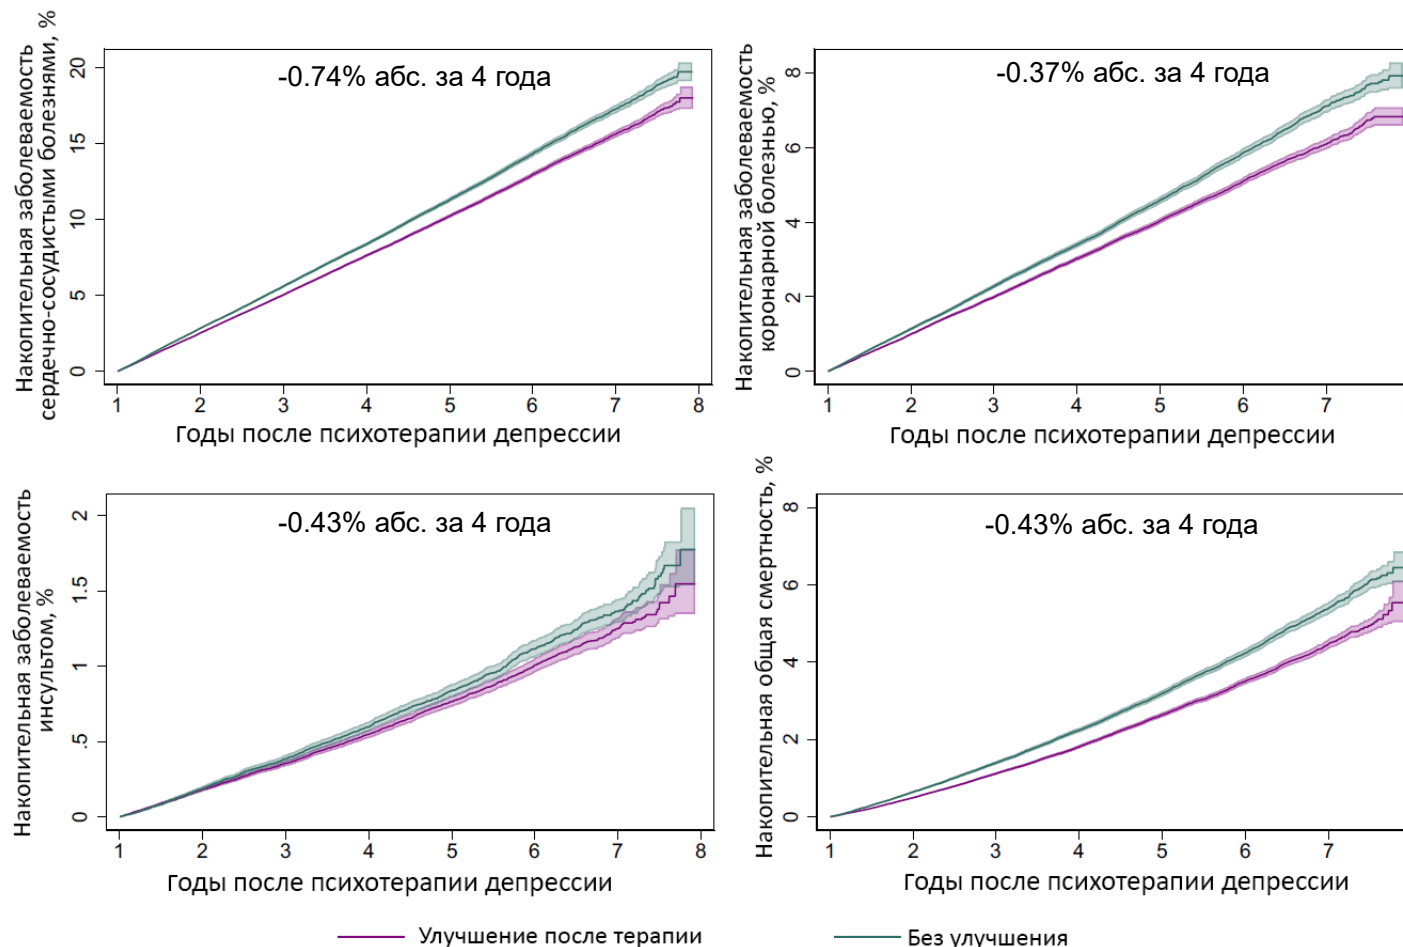 Накопительная заболеваемость
сердечно-сосудистыми болезнями, %
-0.74% абс. за 4 года
20
15
10
5
0
1 2 3 4 5 6 7 8
Годы после психотерапии депрессии
Накопительная заболеваемость
коронарной болезнью, %
-0.37% абс. за 4 года
8
6
4
2
0
1 2 3 4 5 6 7
Годы после психотерапии депрессии
Накопительная заболеваемость
инсультом, %
-0.43% абс. за 4 года
2
1.5
1
.5
0
1 2 3 4 5 6 7 8
Годы после психотерапии депрессии
Накопительная общая смертность, %
-0.43% абс. за 4 года
8
6
4
2
0
1 2 3 4 5 6 7
Годы после психотерапии депрессии
Улучшение после терапии
Без улучшения